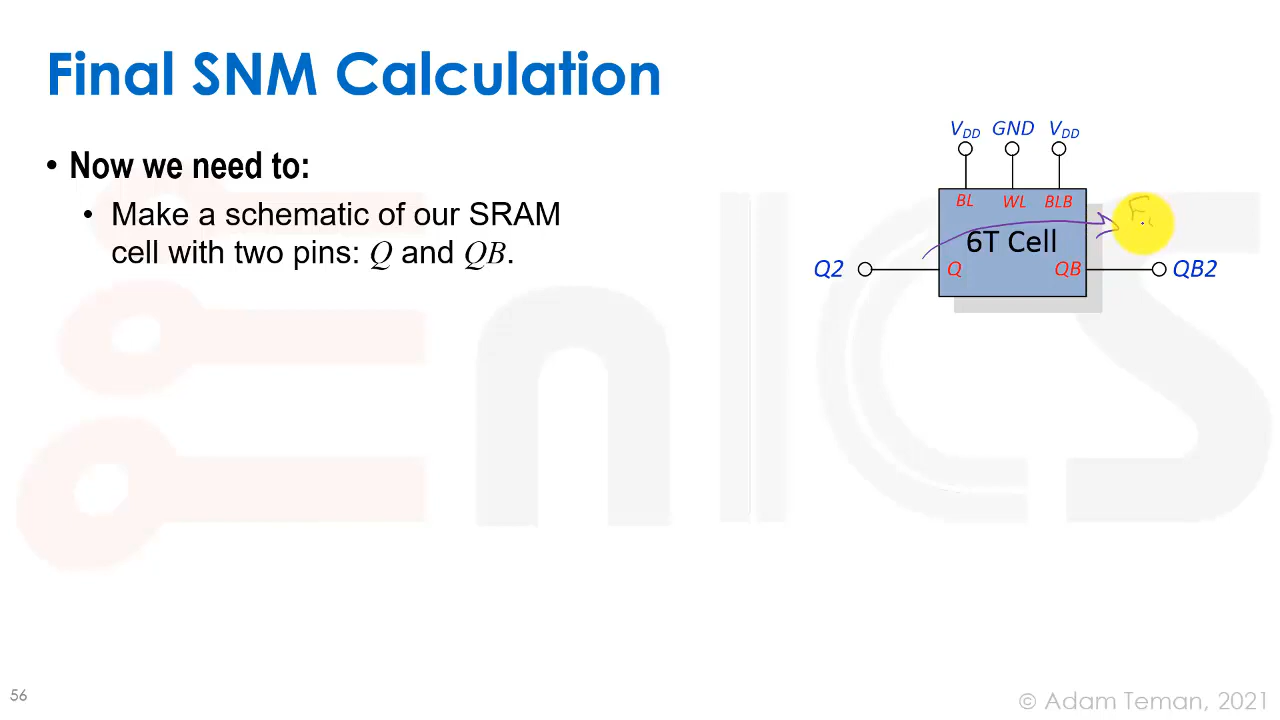 Final SNM Calculation
• Now we need to:
• Make a schematic of our SRAM
cell with two pins: Q and QB.
VDD GND VDD
BL WL BLB
6T Cell
Q2 Q QB QB2
enICS
56
© Adam Teman, 2021